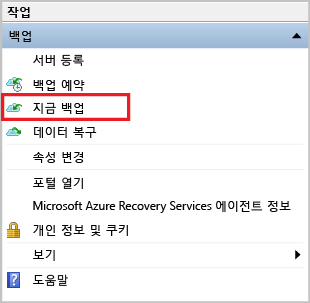 작업
백업
서버 등록
백업 예약
지금 백업
데이터 복구
속성 변경
포털 열기
Microsoft Azure Recovery Services 에이전트 정보
개인 정보 및 쿠키
보기
도움말